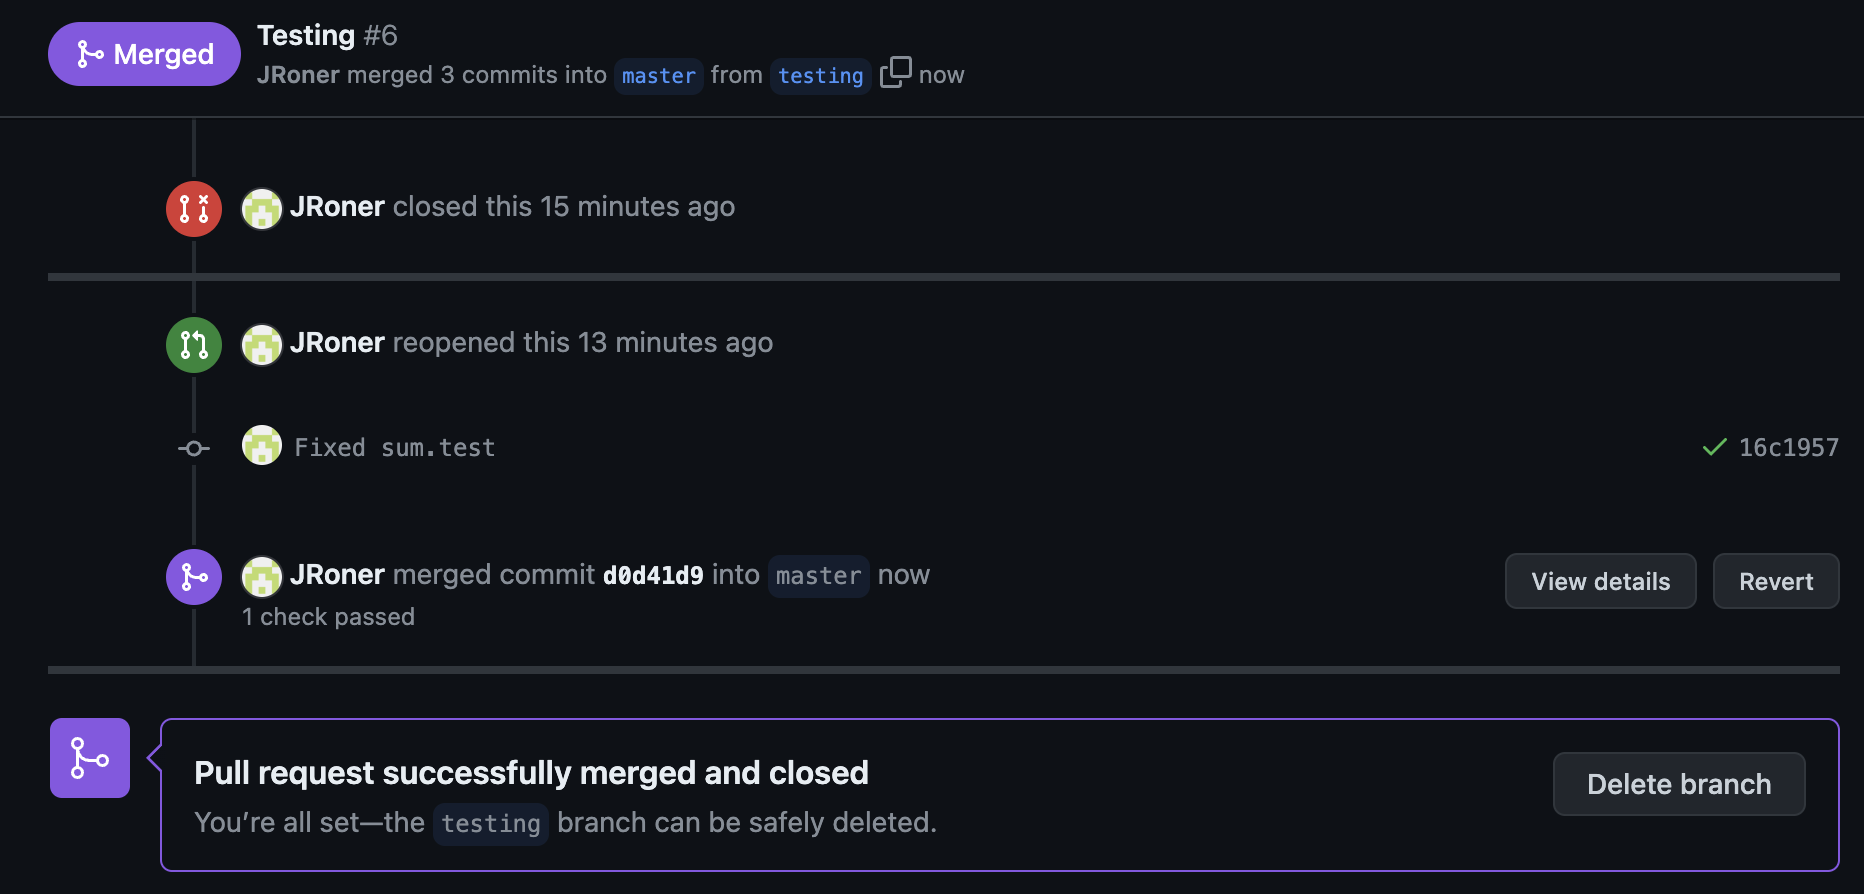 Merged
Testing #6
JRoner merged 3 commits into master from testing now
JRoner closed this 15 minutes ago
JRoner reopened this 13 minutes ago
Fixed sum.test 16c1957
JRoner merged commit d0d41d9 into master now
View details
Revert
1 check passed
Pull request successfully merged and closed
You’re all set—the testing branch can be safely deleted.
Delete branch